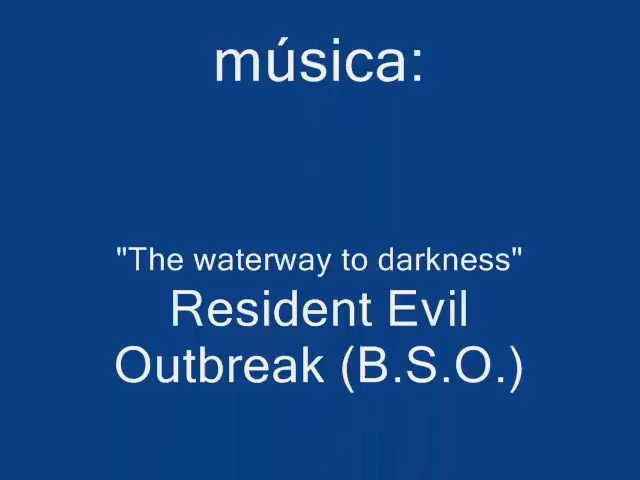 música:
"The waterway to darkness"
Resident Evil
Outbreak (B.S.O.)